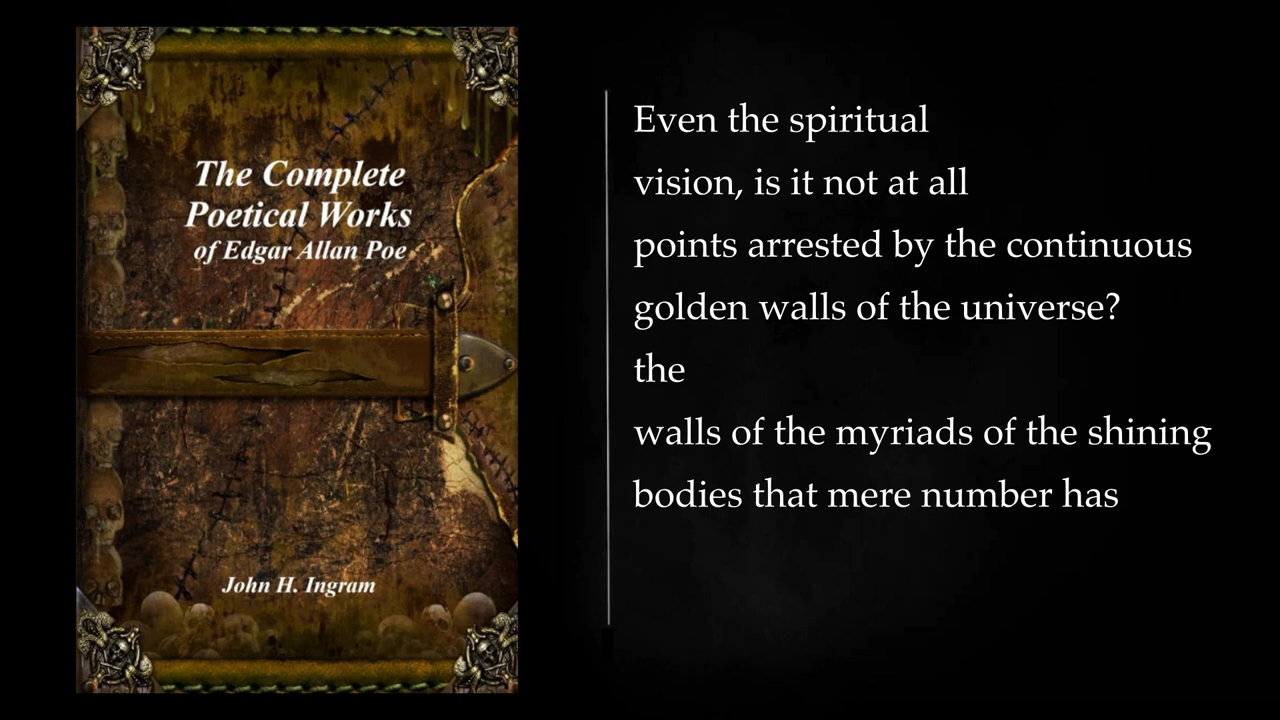 The Complete
Poetical Works
of Edgar Allan Poe
John H. Ingram
Even the spiritual
vision, is it not at all
points arrested by the continuous
golden walls of the universe?
the
walls of the myriads of the shining
bodies that mere number has